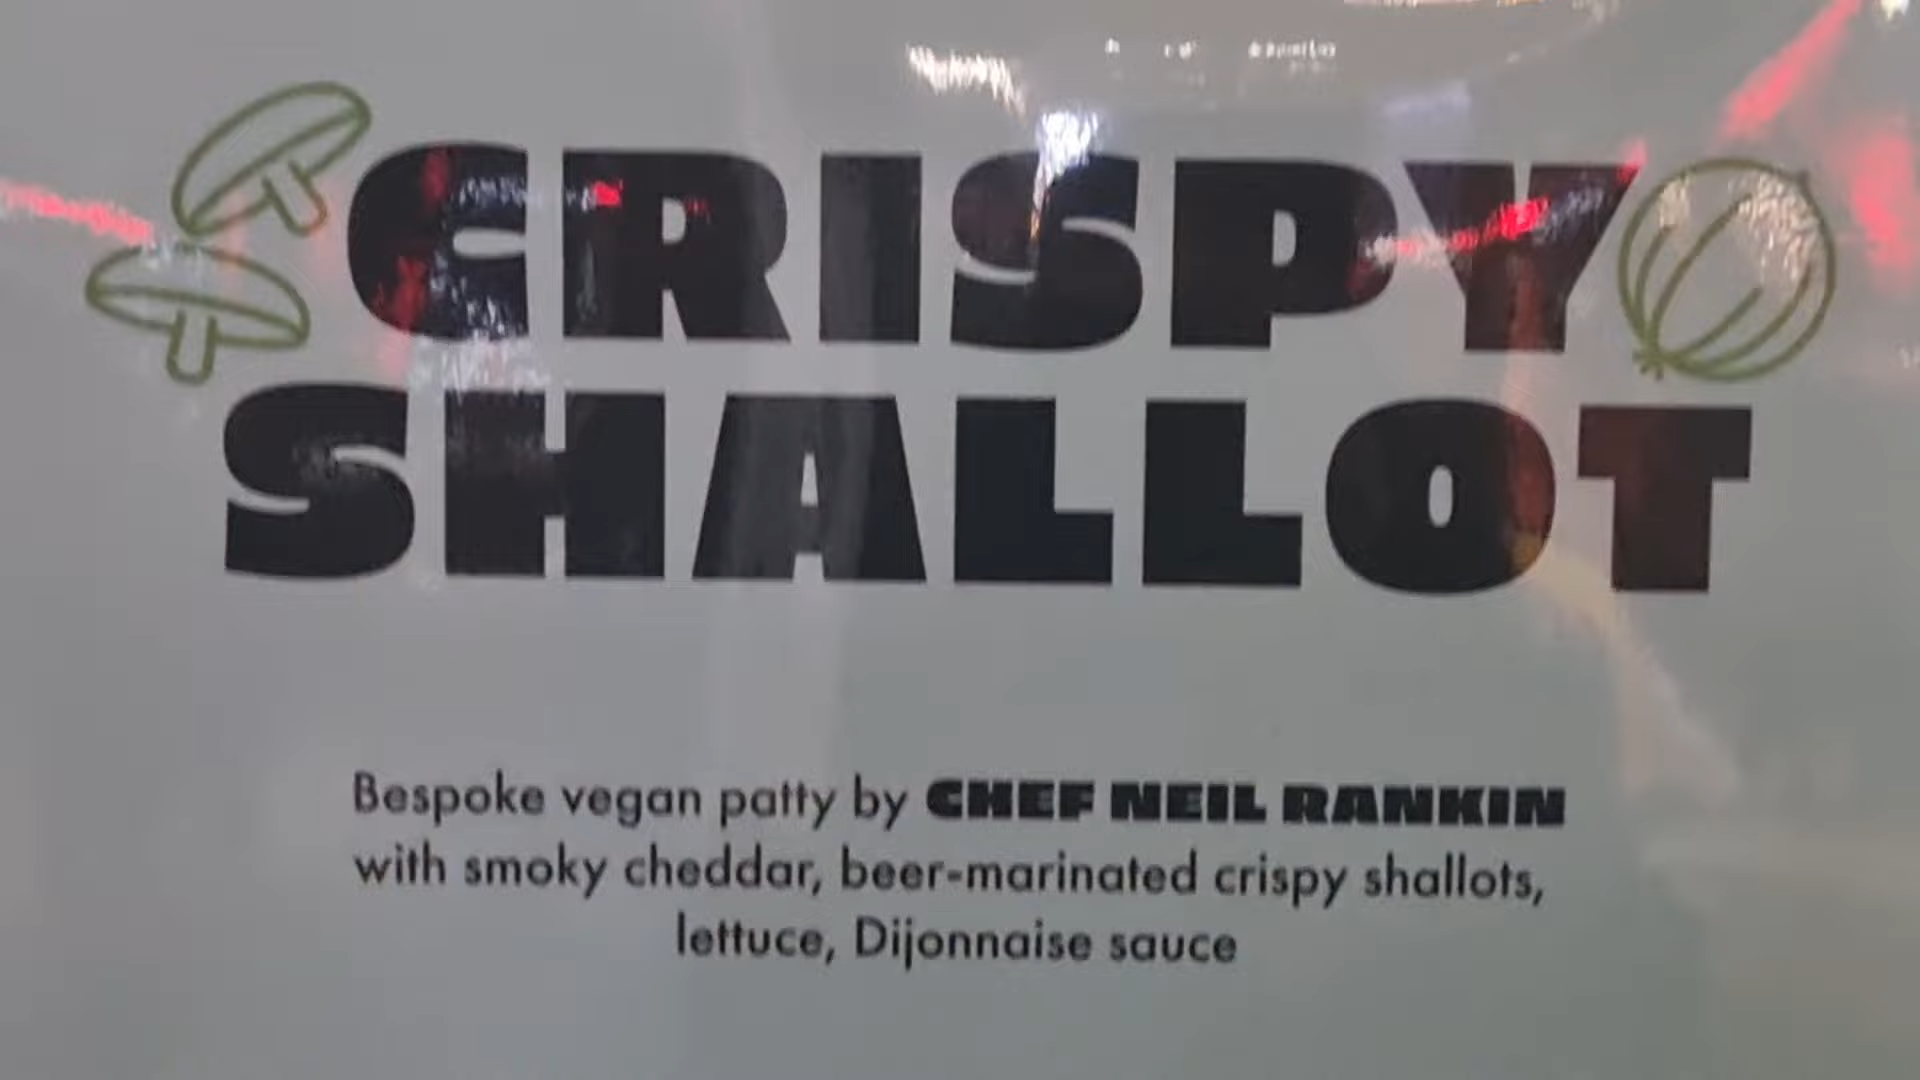 CRISPY
SHALLOT
Bespoke vegan patty by CHEF NEIL RANKIN
with smoky cheddar, beer-marinated crispy shallots,
lettuce, Dijonnaise sauce